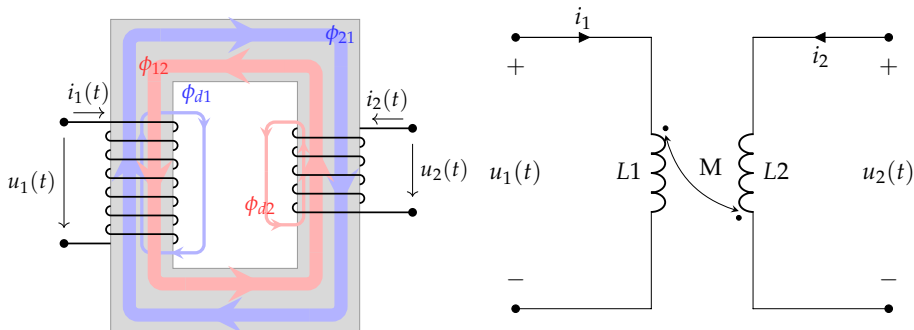 ϕ21
ϕ12
ϕd1
i1(t)
i2(t)
u1(t)
u2(t)
ϕd2
i1
i2
+
+
u1(t)
L1
M
L2
u2(t)
−
−